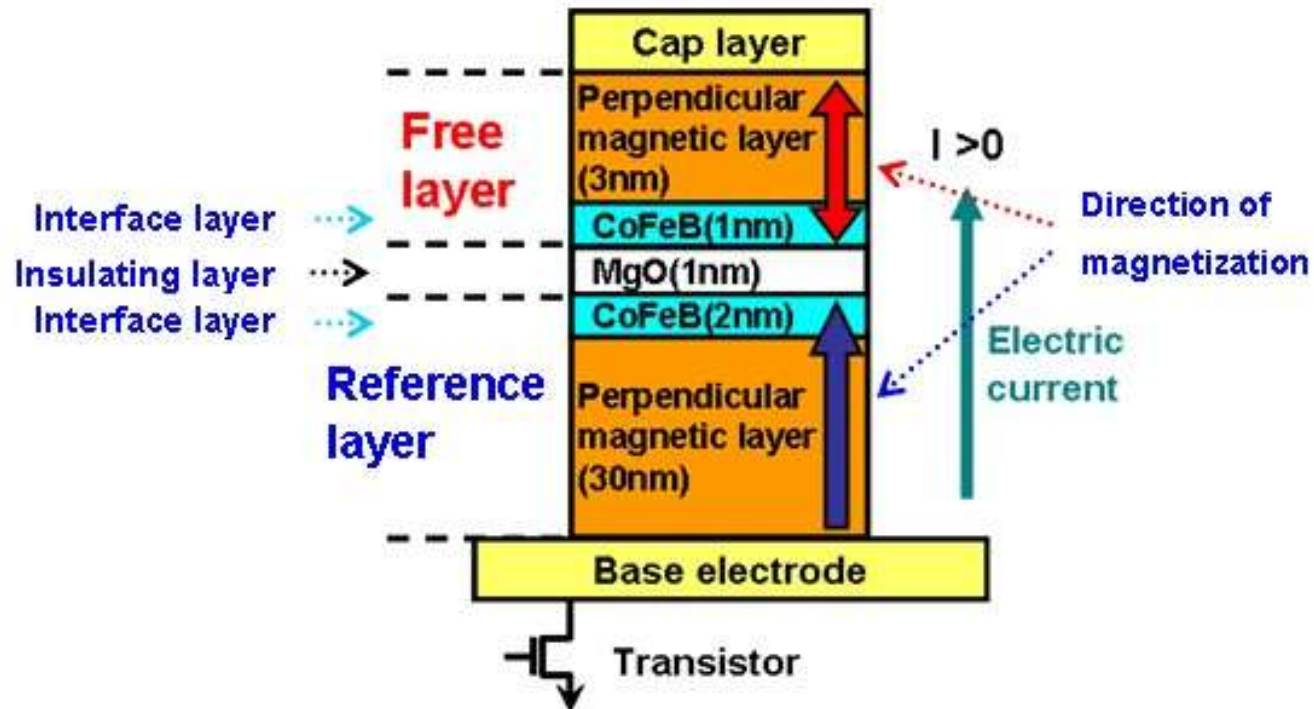 Cap layer
Perpendicular
magnetic layer
(3nm)
Free
layer
I >0
Interface layer
CoFeB(1nm)
Direction of
magnetization
Insulating layer
MgO(1nm)
Interface layer
CoFeB(2nm)
Electric
current
Reference
layer
Perpendicular
magnetic layer
(30nm)
Base electrode
Transistor